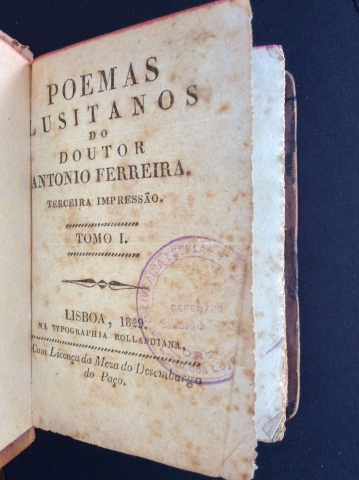 POEMAS
LUSITANOS
DO
DOUTOR
ANTONIO FERREIRA.
TERCEIRA IMPRESSÃO.
TOMO I.
LISBOA, 1829.
NA TYPOGRAPHIA ROLLANDIANA.
Com Licença da Meza do Desembargo
do Paço.